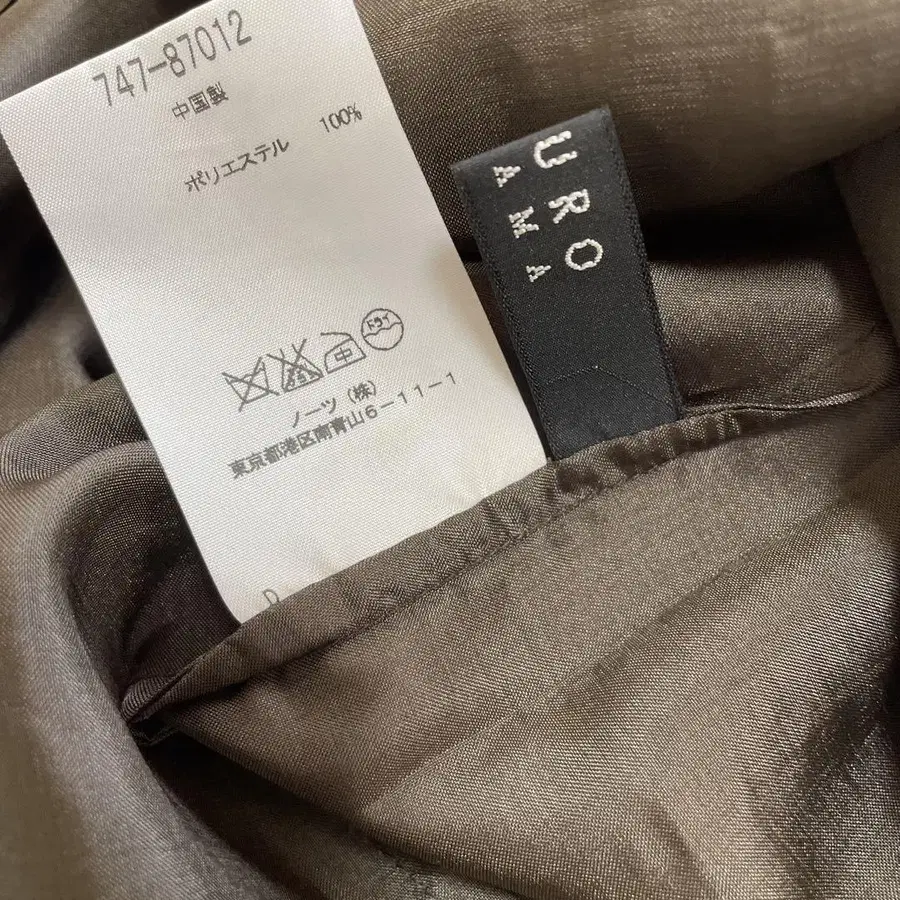 747-87012
中国製
ポリエステル 100%
中
ドライ
ノーツ（株）
東京都港区南青山6－11－1
D
URO
AMA